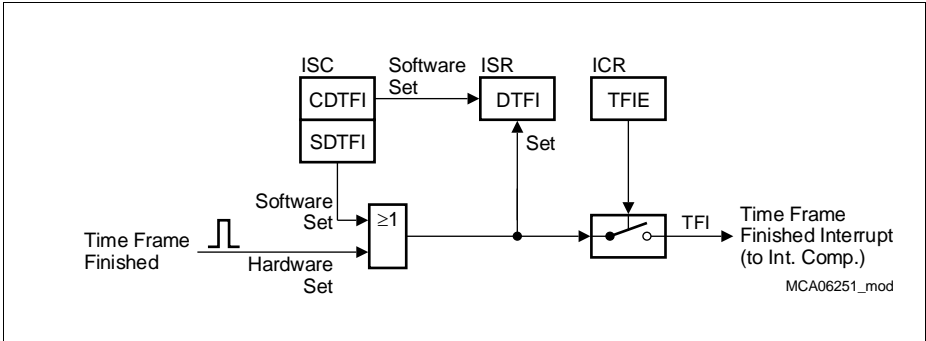 ISC
Software
Set
ISR
ICR
CDTFI
DTFI
TFIE
SDTFI
Set
Software
Set
≥1
Time Frame
Finished
Hardware
Set
TFI
Time Frame
Finished Interrupt
(to Int. Comp.)
MCA06251_mod